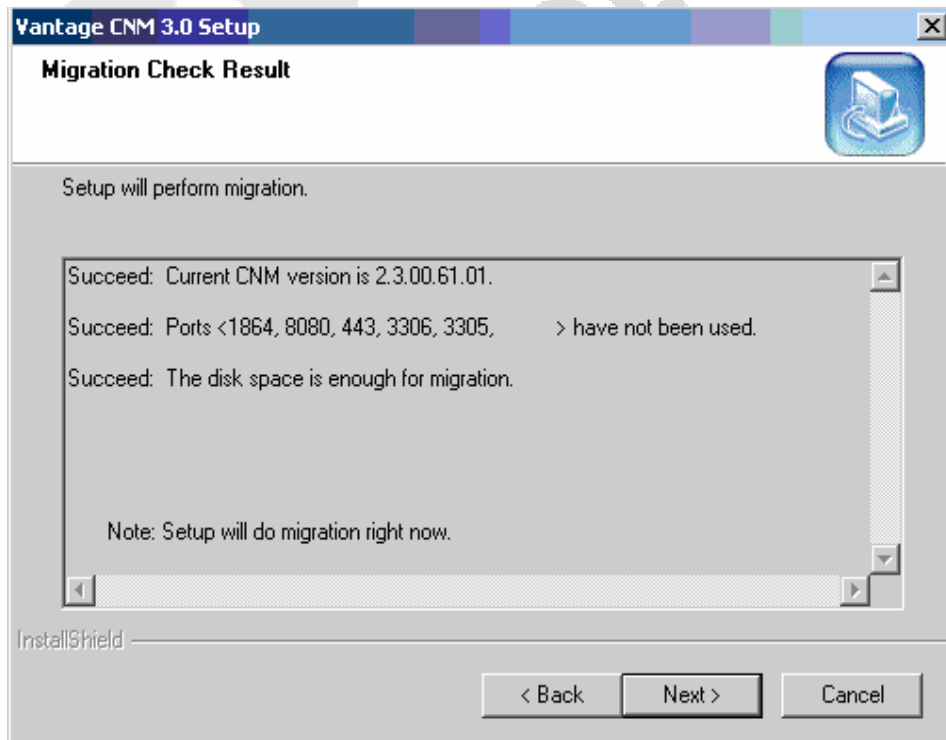 Vantage CNM 3.0 Setup
Migration Check Result
Setup will perform migration.
Succeed: Current CNM version is 2.3.00.61.01.
Succeed: Ports <1864, 8080, 443, 3306, 3305, > have not been used.
Succeed: The disk space is enough for migration.
Note: Setup will do migration right now.
InstallShield
< Back
Next >
Cancel